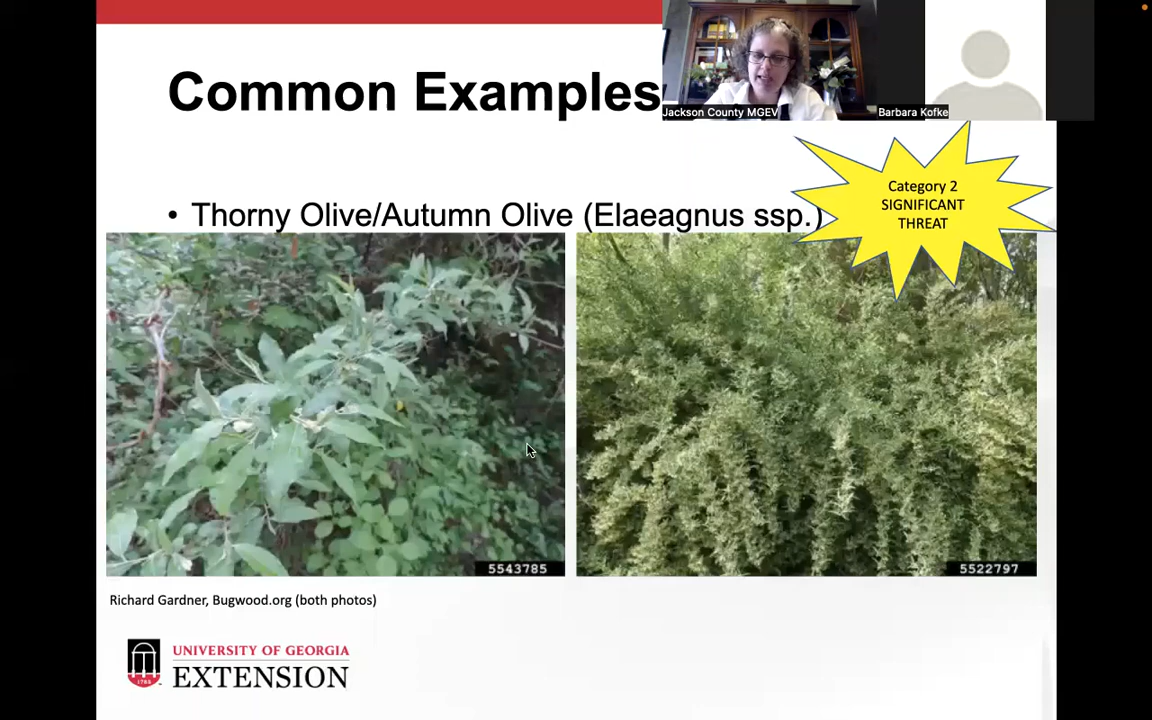 Common Examples
Jackson County MGEV
Barbara Kofke
Category 2
SIGNIFICANT
THREAT
• Thorny Olive/Autumn Olive (Elaeagnus ssp.)
5543785
5522797
Richard Gardner, Bugwood.org (both photos)
1785
UNIVERSITY OF GEORGIA
EXTENSION